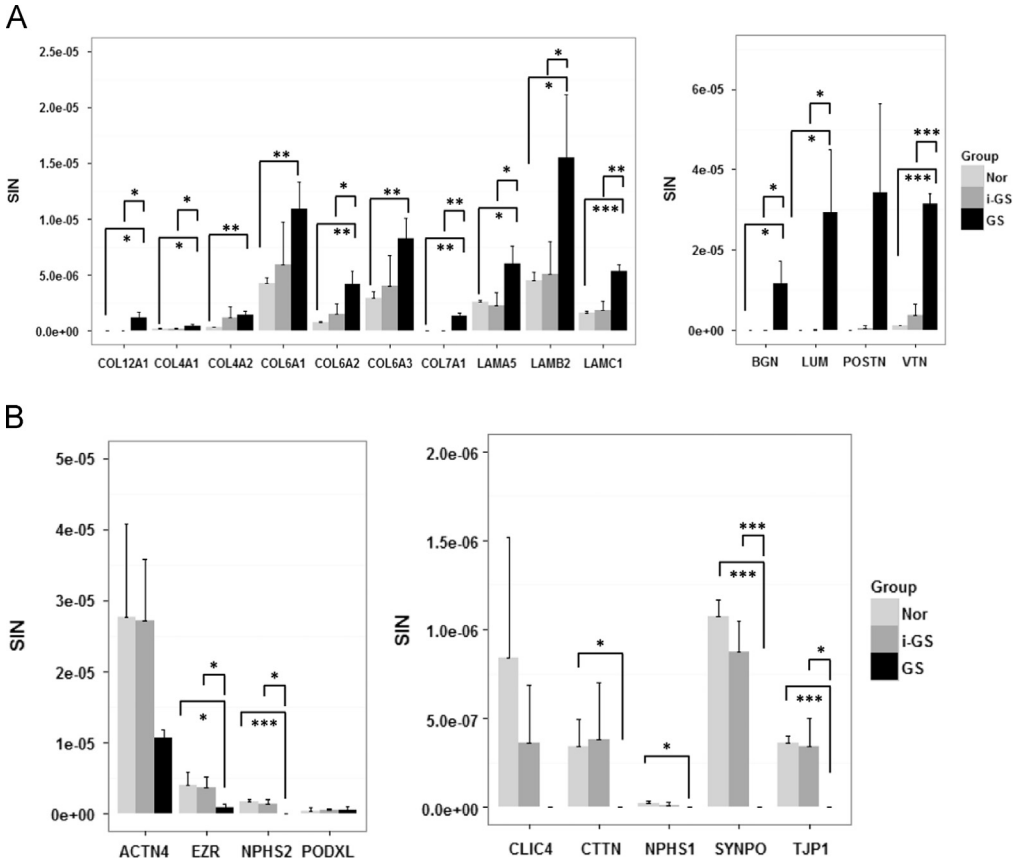 A
SIN
2.5e-05
2.0e-05
1.5e-05
1.0e-05
5.0e-06
0.0e+00
* * * * ** ** * ** ** ** ** * * * * ** ***
COL12A1 COL4A1 COL4A2 COL6A1 COL6A2 COL6A3 COL7A1 LAMA5 LAMB2 LAMC1
SIN
6e-05
4e-05
2e-05
0e+00
* * * * *** ***
BGN LUM POSTN VTN
Group
Nor
i-GS
GS
B
SIN
5e-05
4e-05
3e-05
2e-05
1e-05
0e+00
* * * ***
ACTN4 EZR NPHS2 PODXL
SIN
2.0e-06
1.5e-06
1.0e-06
5.0e-07
0.0e+00
* * *** *** * ***
CLIC4 CTTN NPHS1 SYNPO TJP1
Group
Nor
i-GS
GS